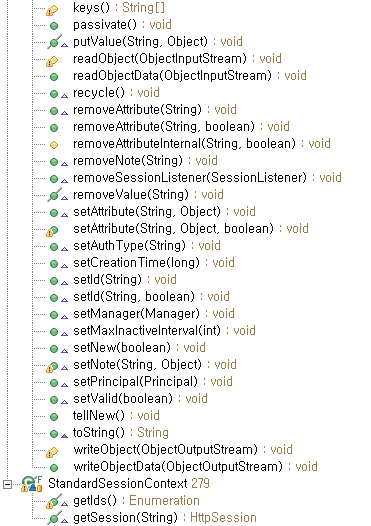 keys() : String[]
passivate() : void
putValue(String, Object) : void
readObject(ObjectInputStream) : void
readObjectData(ObjectInputStream) : void
recycle() : void
removeAttribute(String) : void
removeAttribute(String, boolean) : void
removeAttributeInternal(String, boolean) : void
removeNote(String) : void
removeSessionListener(SessionListener) : void
removeValue(String) : void
setAttribute(String, Object) : void
setAttribute(String, Object, boolean) : void
setAuthType(String) : void
setCreationTime(long) : void
setId(String) : void
setId(String, boolean) : void
setManager(Manager) : void
setMaxInactiveInterval(int) : void
setNew(boolean) : void
setNote(String, Object) : void
setPrincipal(Principal) : void
setValid(boolean) : void
tellNew() : void
toString() : String
writeObject(ObjectOutputStream) : void
writeObjectData(ObjectOutputStream) : void
StandardSessionContext 279
getIds() : Enumeration
getSession(String) : HttpSession